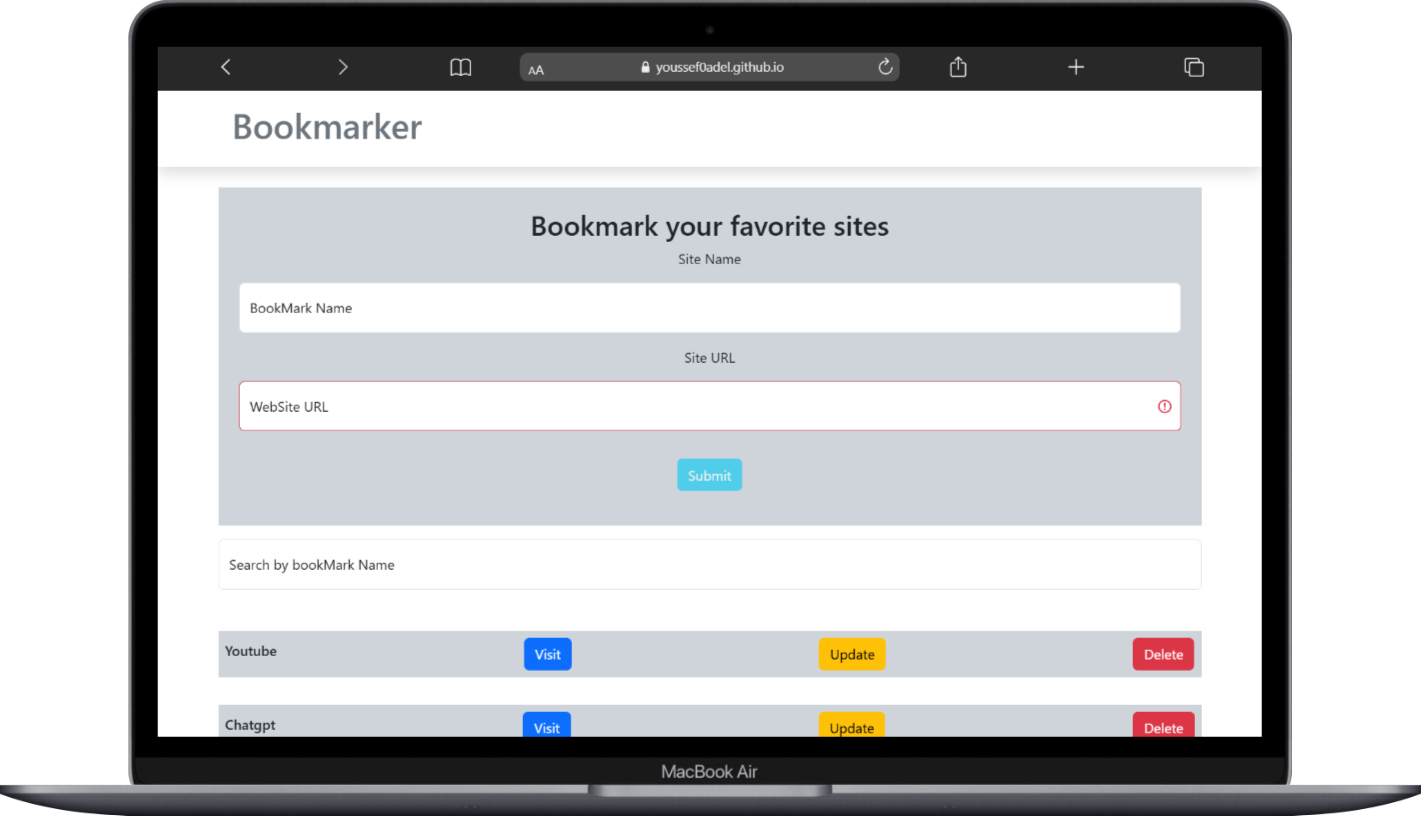 AA youssef0adel.github.io
Bookmarker
Bookmark your favorite sites
Site Name
BookMark Name
Site URL
WebSite URL
Submit
Search by bookMark Name
Youtube Visit Update Delete
Chatgpt Visit Update Delete
MacBook Air